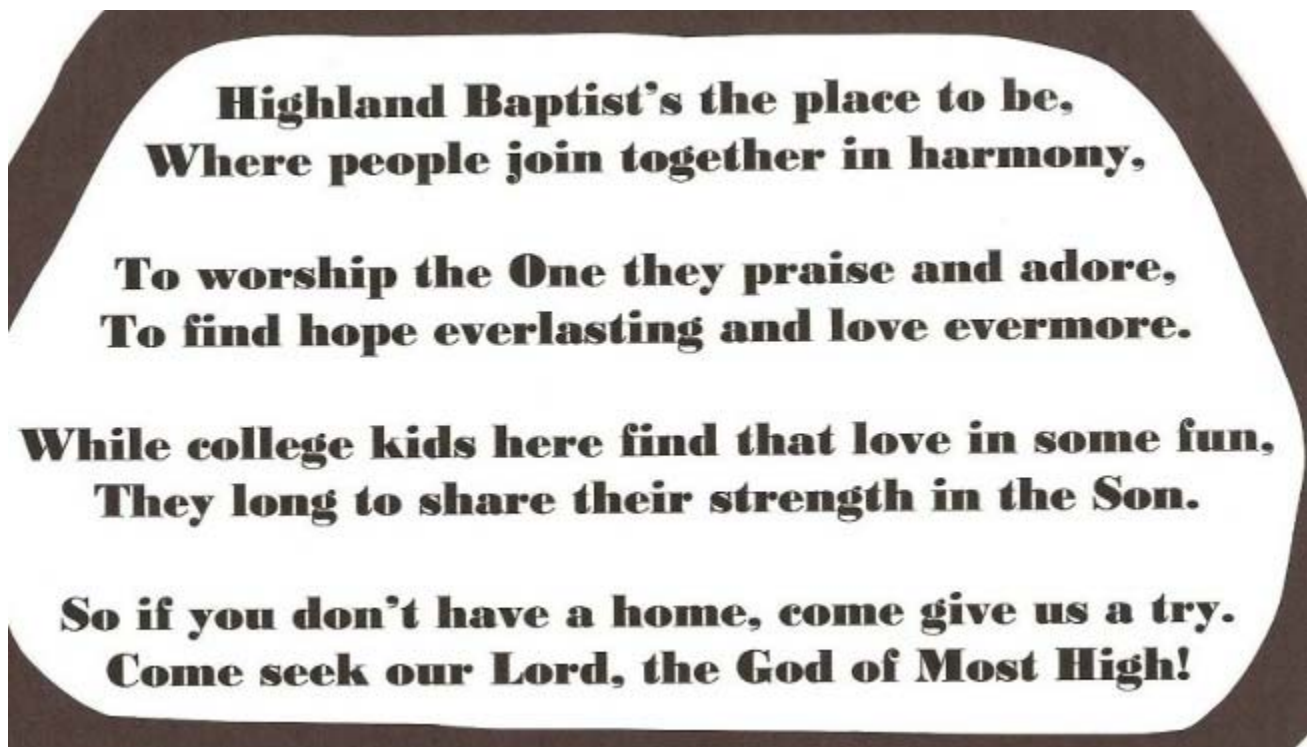 Highland Baptist's the place to be,
Where people join together in harmony,
To worship the One they praise and adore,
To find hope everlasting and love evermore.
While college kids here find that love in some fun,
They long to share their strength in the Son.
So if you don't have a home, come give us a try.
Come seek our Lord, the God of Most High!